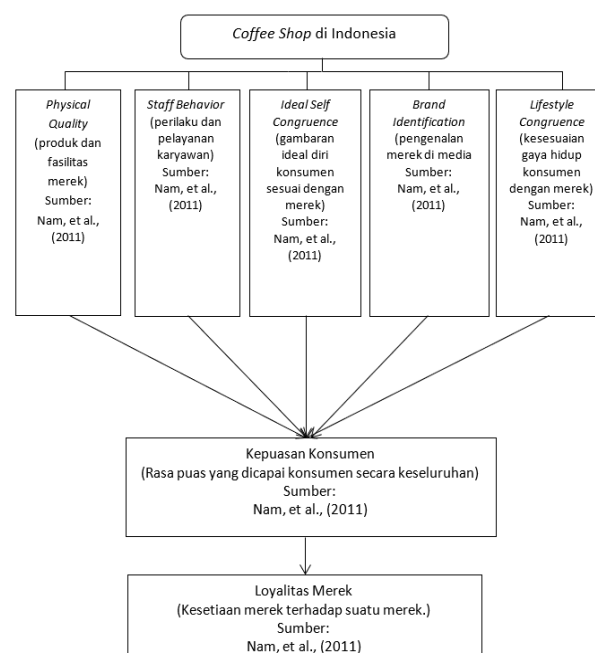 Coffee Shop di Indonesia
Physical
Quality
(produk dan
fasilitas
merek)
Sumber:
Nam, et al.,
(2011)
Staff Behavior
(perilaku dan
pelayanan
karyawan)
Sumber:
Nam, et al.,
(2011)
Ideal Self
Congruence
(gambaran
ideal diri
konsumen
sesuai dengan
merek)
Sumber:
Nam, et al.,
(2011)
Brand
Identification
(pengenalan
merek di media
Sumber:
Nam, et al.,
(2011)
Lifestyle
Congruence
(kesesuaian
gaya hidup
konsumen
dengan merek)
Sumber:
Nam, et al.,
(2011)
Kepuasan Konsumen
(Rasa puas yang dicapai konsumen secara keseluruhan)
Sumber:
Nam, et al., (2011)
Loyalitas Merek
(Kesetiaan merek terhadap suatu merek.)
Sumber:
Nam, et al., (2011)